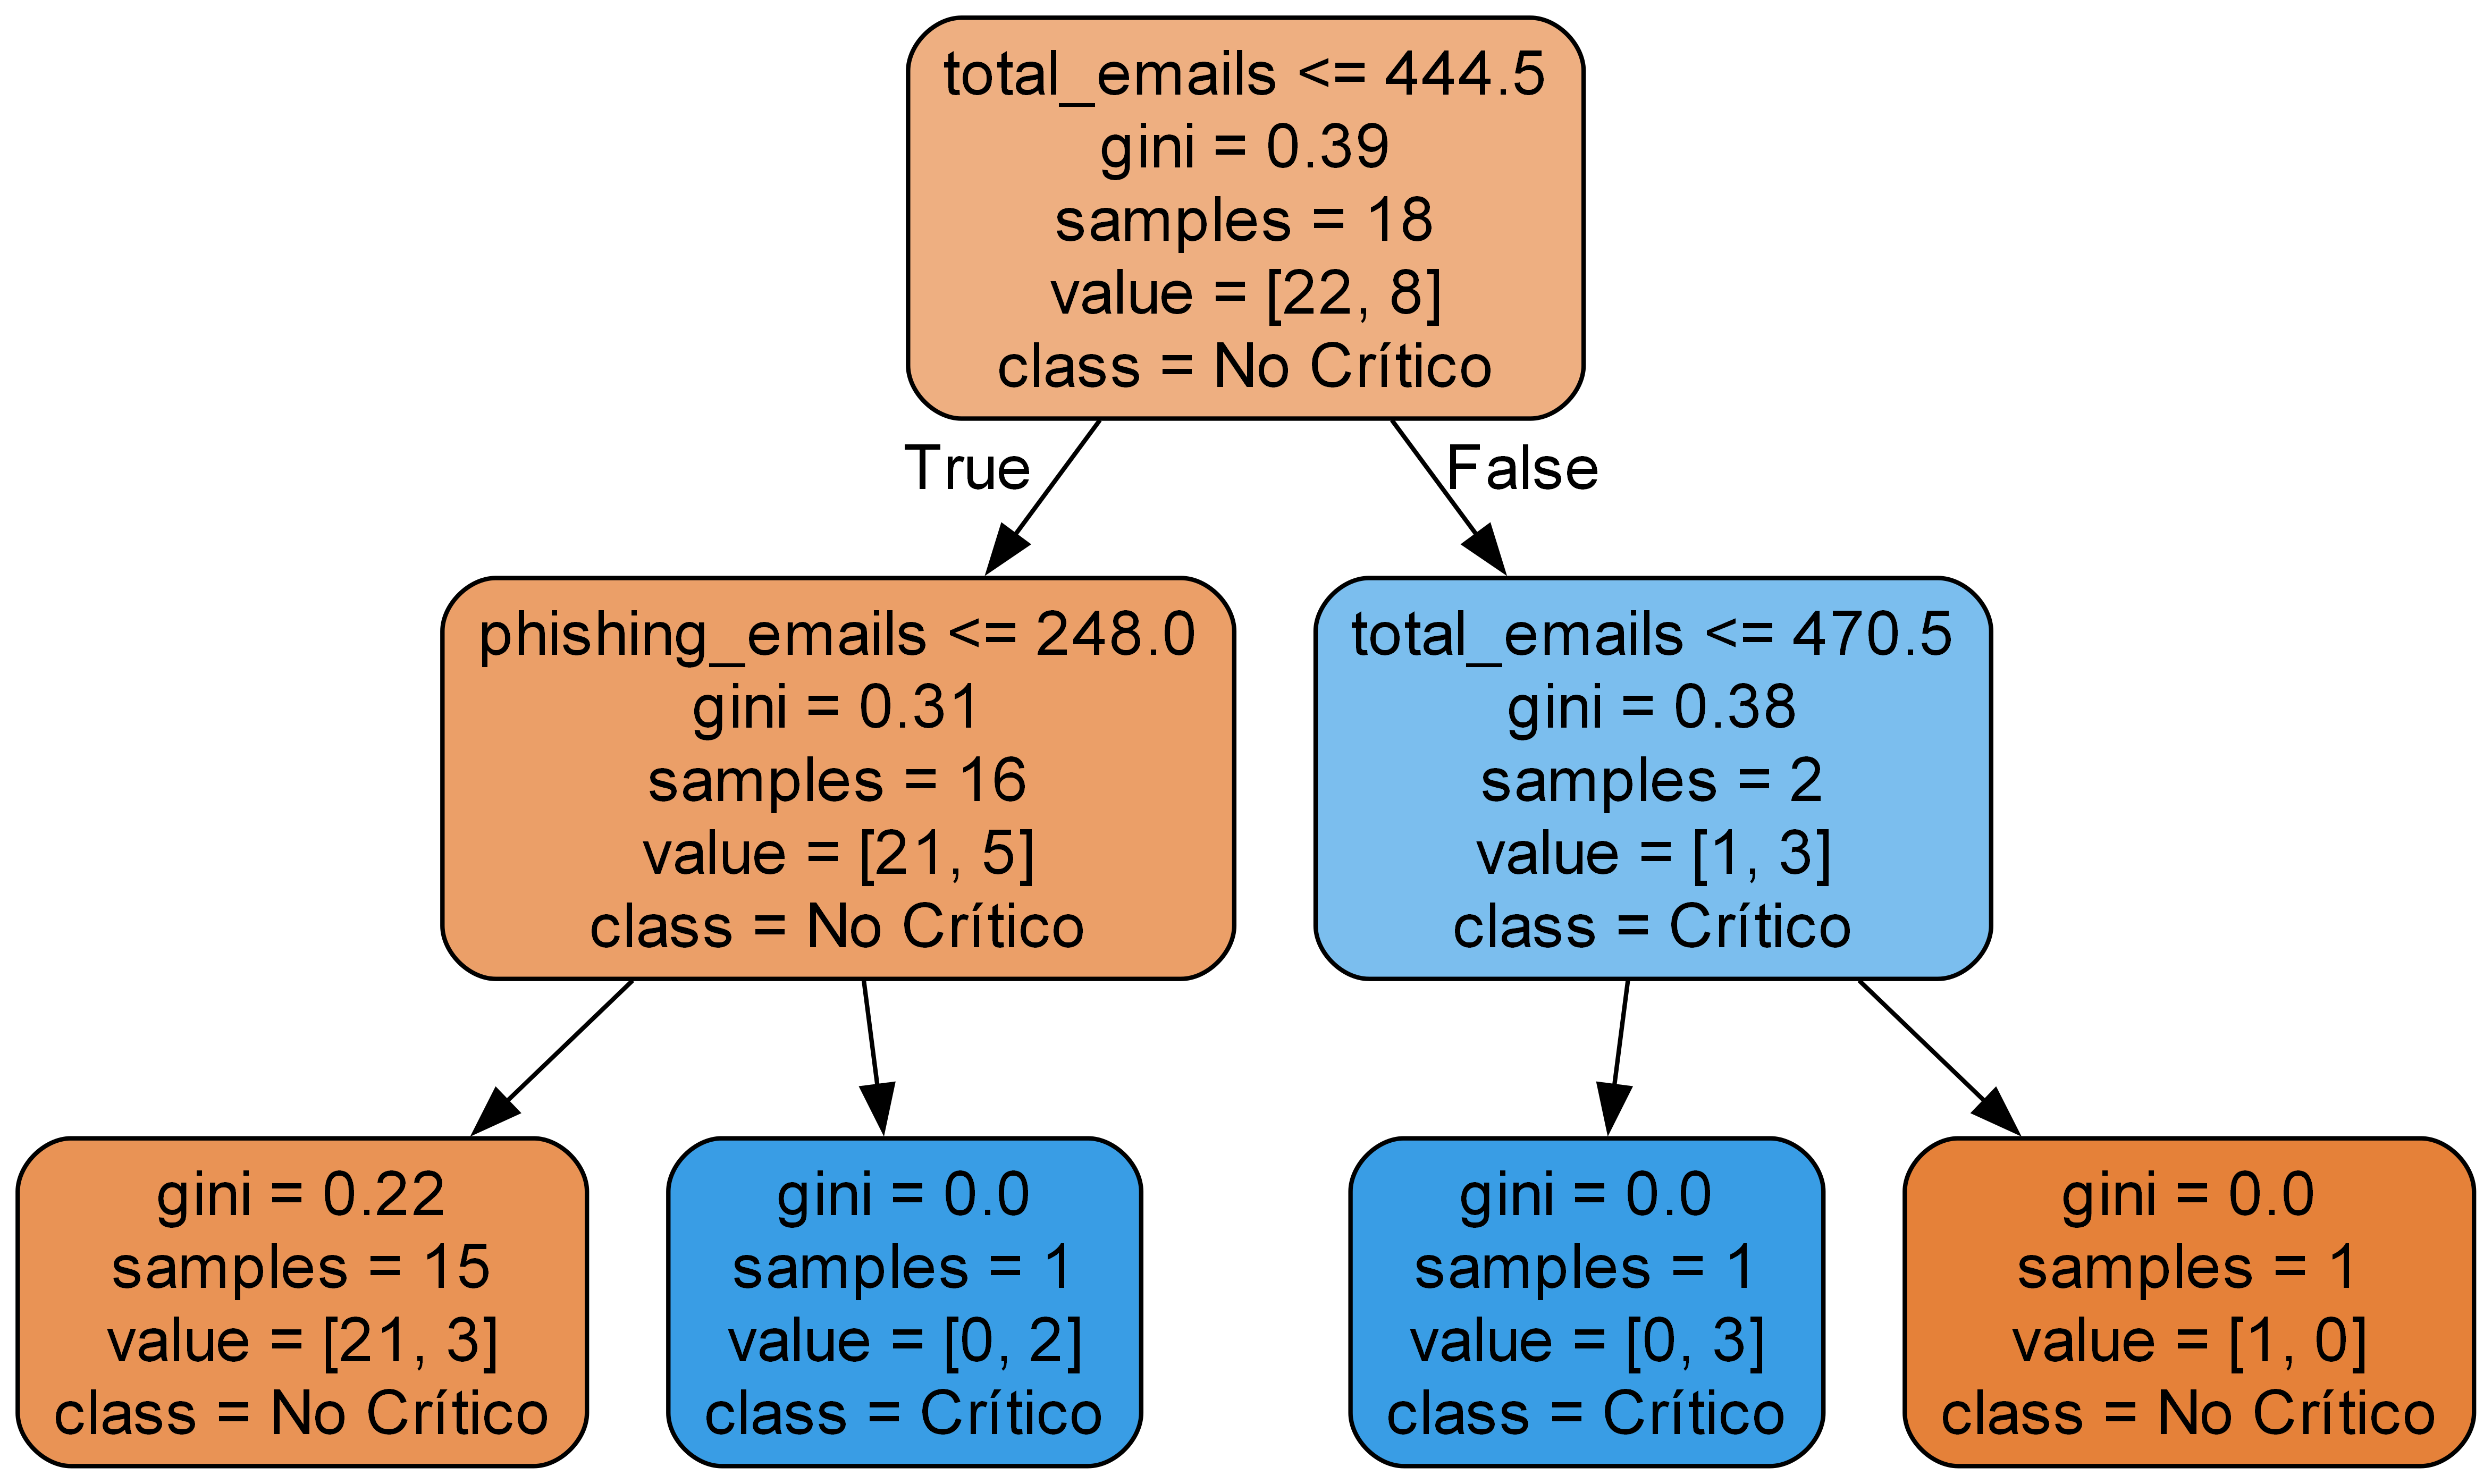 total_emails <= 444.5
gini = 0.39
samples = 18
value = [22, 8]
class = No Crítico
True
False
phishing_emails <= 248.0
gini = 0.31
samples = 16
value = [21, 5]
class = No Crítico
total_emails <= 470.5
gini = 0.38
samples = 2
value = [1, 3]
class = Crítico
gini = 0.22
samples = 15
value = [21, 3]
class = No Crítico
gini = 0.0
samples = 1
value = [0, 2]
class = Crítico
gini = 0.0
samples = 1
value = [0, 3]
class = Crítico
gini = 0.0
samples = 1
value = [1, 0]
class = No Crítico